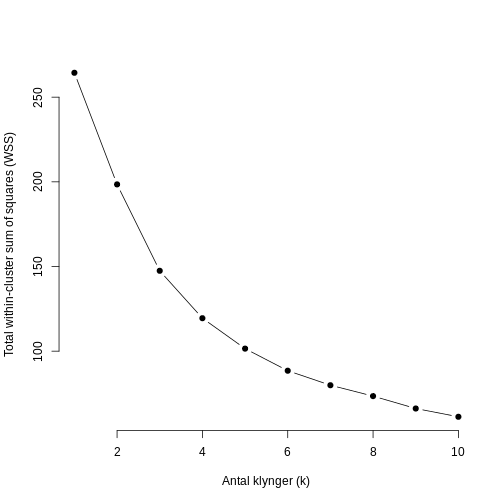 Total within-cluster sum of squares (WSS)
250
200
150
100
2 4 6 8 10
Antal klynger (k)